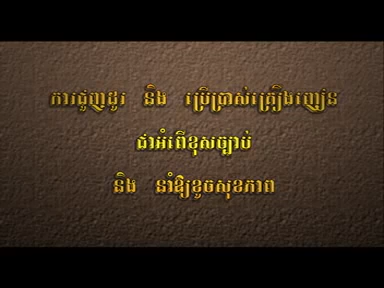 ការជួញដូរ និង ប្រើប្រាស់គ្រឿងញៀន
ជាអំពើខុសច្បាប់
និង នាំឱ្យខូចសុខភាព